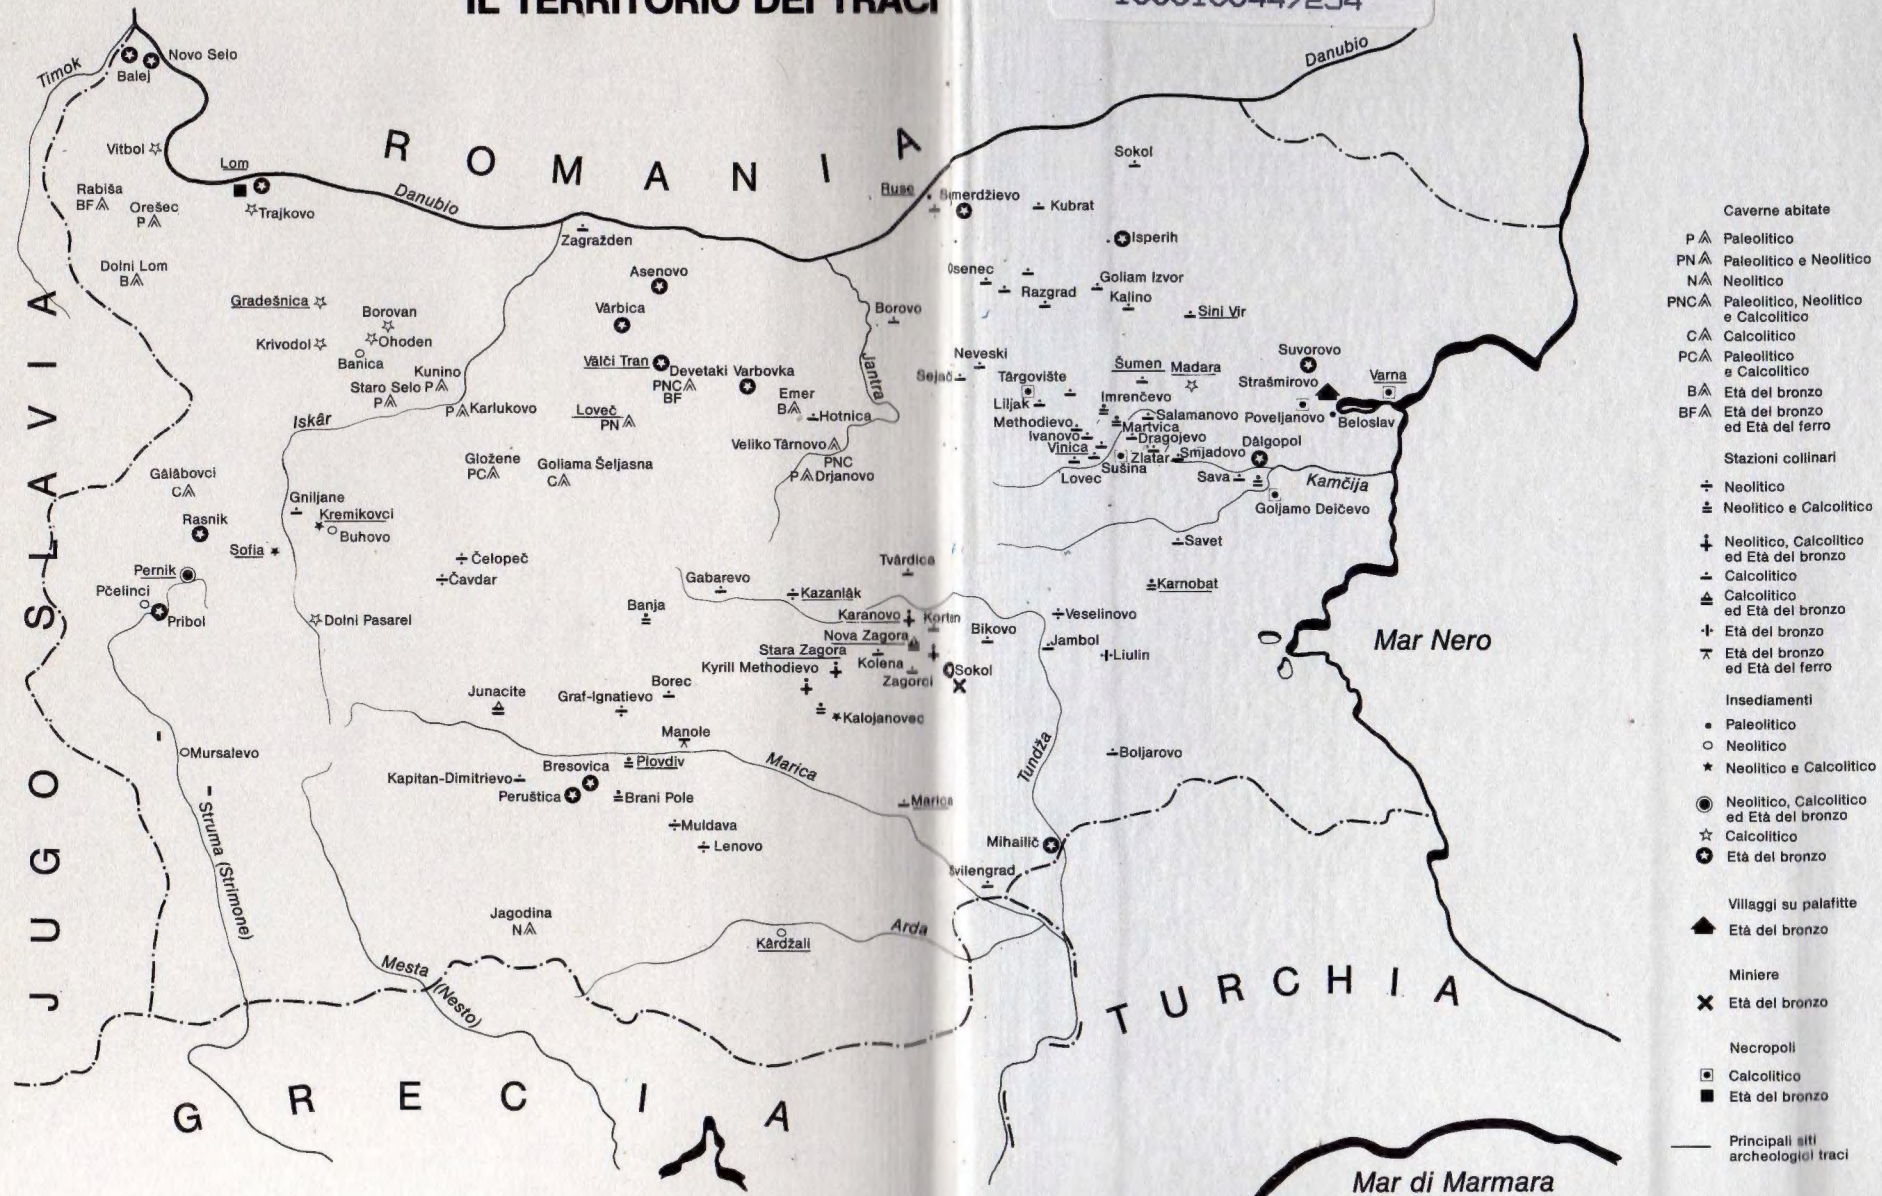 IL TERRITORIO DEI TRACI
Timok
Balej
Novo Selo
Vitbol
Lom
Trajkovo
Rabiša
BF
Orešec
P
Dolni Lom
B
ROMANIA
Danubio
Danubio
Ruse
Sokol
Kubrat
Isperih
Zagražden
Asenovo
Vărbica
Gradešnica
Borovan
Krivodol
Ohoden
Banica
Kunino
Staro Selo P
P
P Karlukovo
Iskăr
Vălči Tran
Devetaki
PNC
BF
Varbovka
Loveč
PN
Emer
B
Hotnica
Jantra
Borovo
Veliko Tărnovo
PNC
P Drjanovo
Razgrad
Goliam Izvor
Kalino
Sini Vir
Neveski
Sejač
Tărgovište
Liljak
Šumen
Madara
Suvorovo
Strašmirovo
Varna
Poveljanovo
Beloslav
Imrenčevo
Methodievo
Salamanovo
Martvica
Ivanovo
Dragojevo
Vinica
Zlatar
Smjadovo
Dălgopol
Lovec
Sušina
Sava
Kamčija
Goljamo Delčevo
Savet
Gălăbovci
C
Gložene
PC
Goliama Šeljasna
C
Gniljane
Kremikovci
Buhovo
Rasnik
Sofia
Pernik
Pčelinci
Pribol
Čelopeč
Čavdar
Dolni Pasarel
Tvărdica
Gabarevo
Kazanlăk
Banja
Karanovo
Nova Zagora
Stara Zagora
Kolena
Kyrill Methodievo
Sokol
Bikovo
Karnobat
Veselinovo
Jambol
Liulin
Mar Nero
Junacite
Graf-Ignatievo
Borec
Kalojanovec
Manole
Mursalevo
Kapitan-Dimitrievo
Bresovica
Plovdiv
Peruštica
Brani Pole
Marica
Marica
Tundža
Boljarovo
Muldava
Lenovo
Mihailič
Struma (Strimone)
Jagodina
N
Kărdžali
Arda
Mesta
(Nesto)
JUGOSLAVIA
GRECIA
TURCHIA
Mar di Marmara
Caverne abitate
P Paleolitico
PN Paleolitico e Neolitico
N Neolitico
PNC Paleolitico, Neolitico
e Calcolitico
C Calcolitico
PC Paleolitico
e Calcolitico
B Età del bronzo
BF Età del bronzo
ed Età del ferro
Stazioni collinari
Neolitico
Neolitico e Calcolitico
Neolitico, Calcolitico
ed Età del bronzo
Calcolitico
Calcolitico
ed Età del bronzo
Età del bronzo
Età del bronzo
ed Età del ferro
Insediamenti
Paleolitico
Neolitico
Neolitico e Calcolitico
Neolitico, Calcolitico
ed Età del bronzo
Calcolitico
Età del bronzo
Villaggi su palafitte
Età del bronzo
Miniere
Età del bronzo
Necropoli
Calcolitico
Età del bronzo
Principali siti
archeologici traci